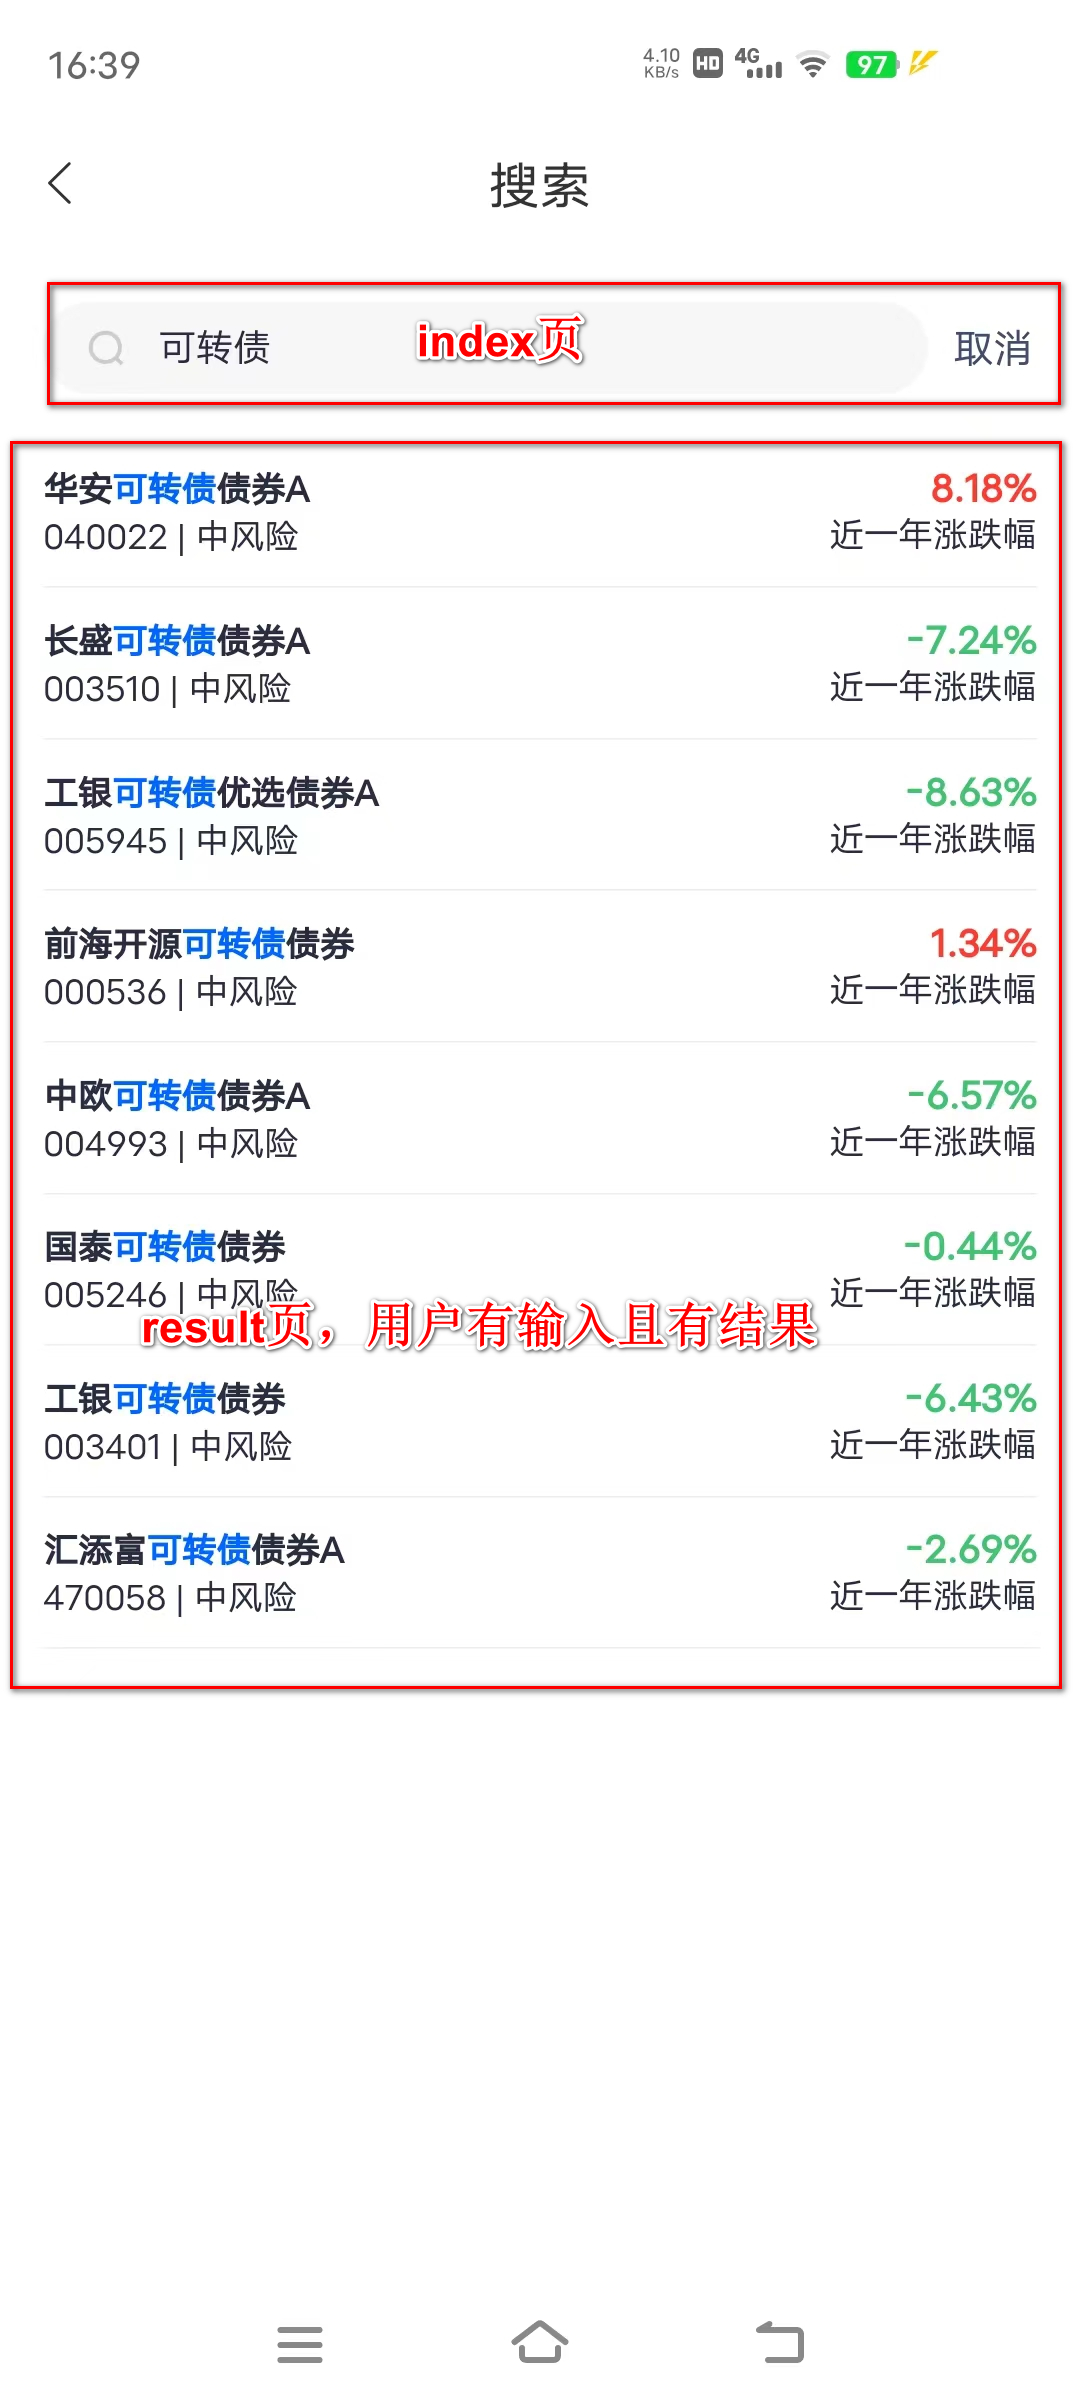 16:39
4.10 KB/s HD 4G 97
搜索
可转债 index页 取消
华安可转债债券A 8.18%
040022 | 中风险 近一年涨跌幅
长盛可转债债券A -7.24%
003510 | 中风险 近一年涨跌幅
工银可转债优选债券A -8.63%
005945 | 中风险 近一年涨跌幅
前海开源可转债债券 1.34%
000536 | 中风险 近一年涨跌幅
中欧可转债债券A -6.57%
004993 | 中风险 近一年涨跌幅
国泰可转债债券 -0.44%
005246 | 中风险 近一年涨跌幅
result页，用户有输入且有结果
工银可转债债券 -6.43%
003401 | 中风险 近一年涨跌幅
汇添富可转债债券A -2.69%
470058 | 中风险 近一年涨跌幅